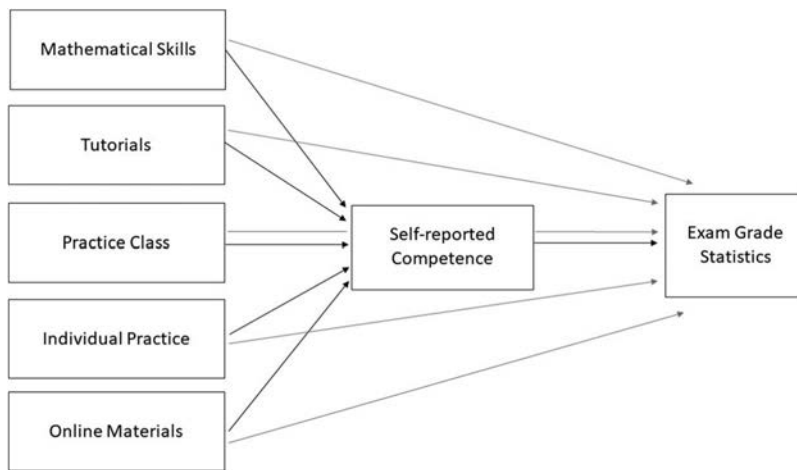 Mathematical Skills
Tutorials
Practice Class
Individual Practice
Online Materials
Self-reported
Competence
Exam Grade
Statistics